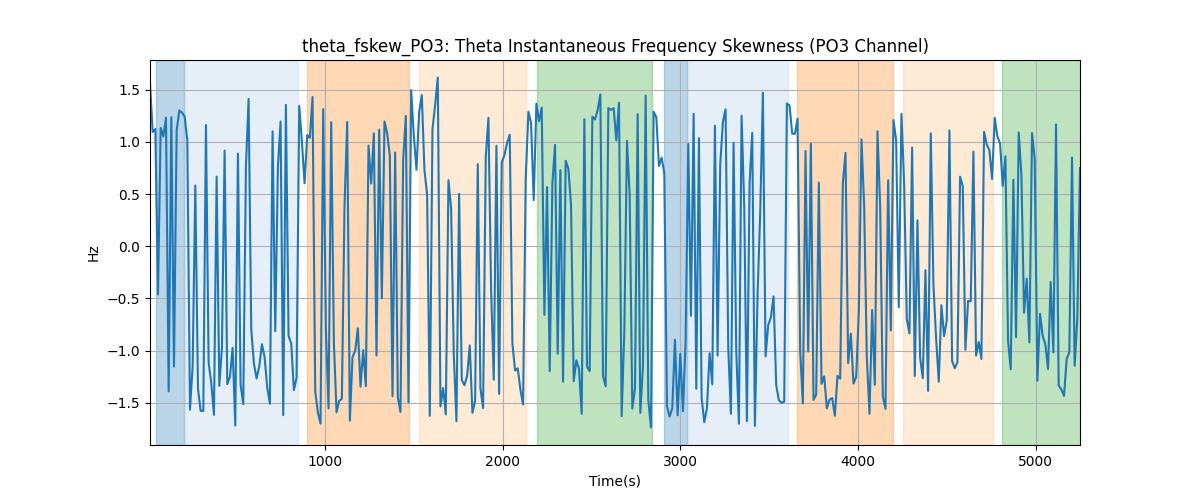 theta_fskew_PO3: Theta Instantaneous Frequency Skewness (PO3 Channel)
Hz
1.5
1.0
0.5
0.0
−0.5
−1.0
−1.5
1000 2000 3000 4000 5000
Time(s)